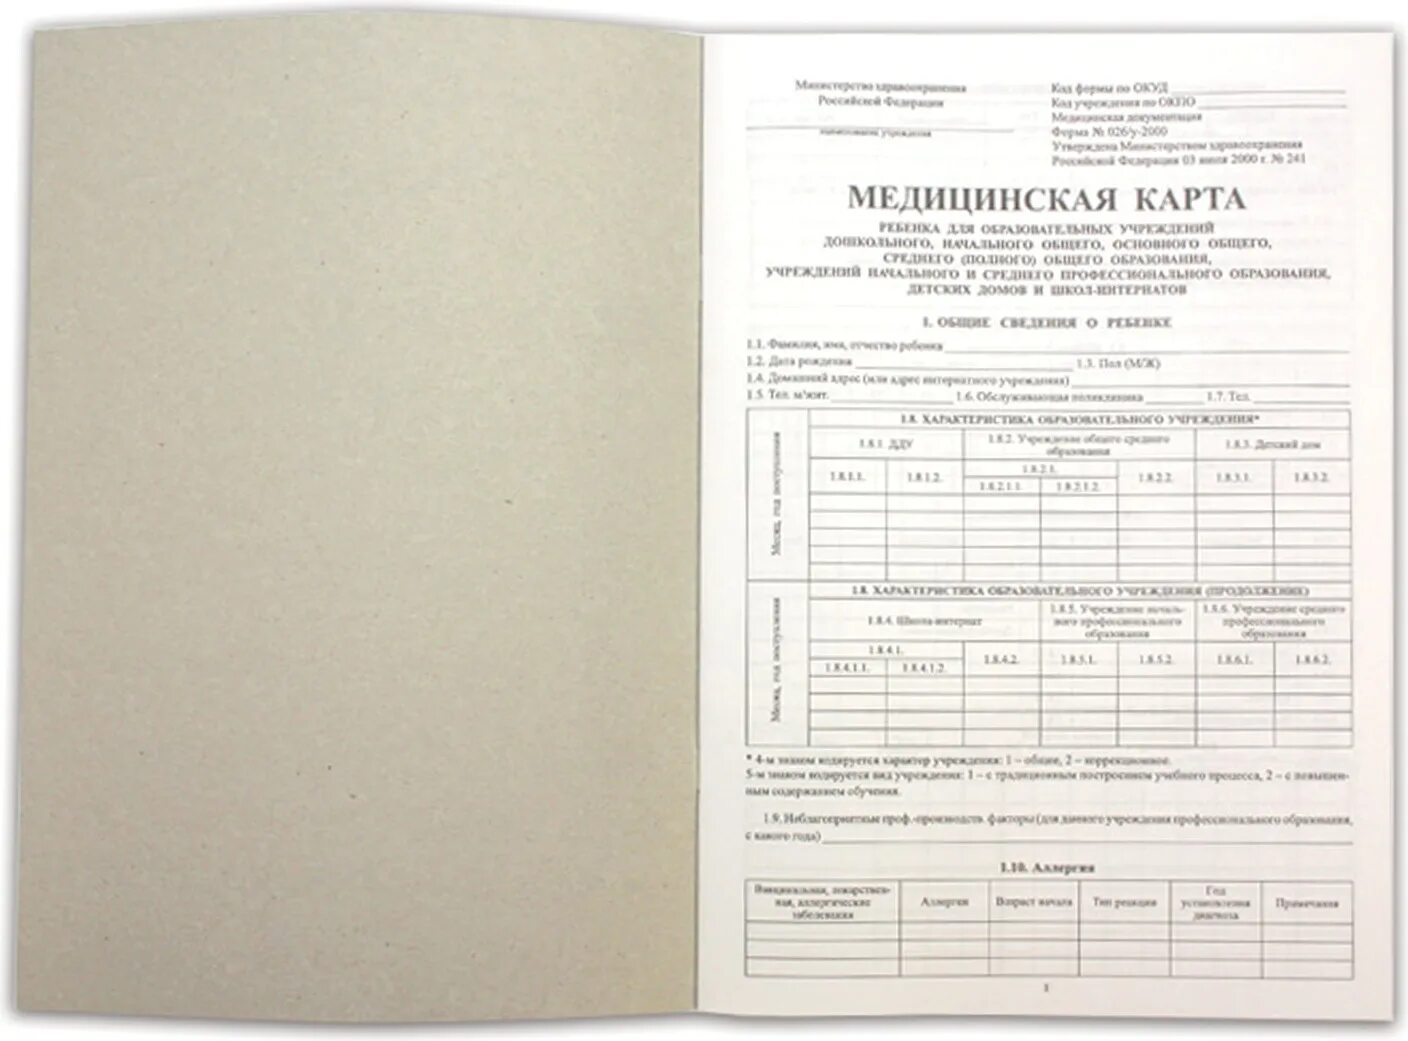 Министерство здравоохранения
Российской Федерации
наименование учреждения
Код формы по ОКУД
Код учреждения по ОКПО
Медицинская документация
Форма № 026/у-2000
Утверждена Министерством здравоохранения
Российской Федерации 03 июля 2000 г. № 241
МЕДИЦИНСКАЯ КАРТА
РЕБЕНКА ДЛЯ ОБРАЗОВАТЕЛЬНЫХ УЧРЕЖДЕНИЙ
ДОШКОЛЬНОГО, НАЧАЛЬНОГО ОБЩЕГО, ОСНОВНОГО ОБЩЕГО,
СРЕДНЕГО (ПОЛНОГО) ОБЩЕГО ОБРАЗОВАНИЯ,
УЧРЕЖДЕНИЙ НАЧАЛЬНОГО И СРЕДНЕГО ПРОФЕССИОНАЛЬНОГО ОБРАЗОВАНИЯ,
ДЕТСКИХ ДОМОВ И ШКОЛ-ИНТЕРНАТОВ
1. ОБЩИЕ СВЕДЕНИЯ О РЕБЕНКЕ
1.1. Фамилия, имя, отчество ребенка
1.2. Дата рождения 1.3. Пол (М/Ж)
1.4. Домашний адрес (или адрес интернатного учреждения)
1.5. Тел. м/жит. 1.6. Обслуживающая поликлиника 1.7. Тел.
Месяц, год поступления
1.8. ХАРАКТЕРИСТИКА ОБРАЗОВАТЕЛЬНОГО УЧРЕЖДЕНИЯ*
1.8.1. ДДУ
1.8.2. Учреждение общего среднего
образования
1.8.3. Детский дом
1.8.1.1. 1.8.1.2. 1.8.2.1. 1.8.2.2. 1.8.3.1. 1.8.3.2.
1.8.2.1.1. 1.8.2.1.2.
Месяц, год поступления
1.8. ХАРАКТЕРИСТИКА ОБРАЗОВАТЕЛЬНОГО УЧРЕЖДЕНИЯ (ПРОДОЛЖЕНИЕ)
1.8.4. Школа-интернат
1.8.5. Учреждение началь-
ного профессионального
образования
1.8.6. Учреждение среднего
профессионального
образования
1.8.4.1. 1.8.4.2. 1.8.5.1. 1.8.5.2. 1.8.6.1. 1.8.6.2.
1.8.4.1.1. 1.8.4.1.2.
* 4-м знаком кодируется характер учреждения: 1 – общее, 2 – коррекционное.
5-м знаком кодируется вид учреждения: 1 – с традиционным построением учебного процесса, 2 – с повышен-
ным содержанием обучения.
1.9. Неблагоприятные проф.-производств. факторы (для данного учреждения профессионального образования,
с какого года)
1.10. Аллергия
Вакцинальная, лекарствен-
ная, аллергические
заболевания
Аллерген
Возраст начала
Тип реакции
Год
установления
диагноза
Примечания
1